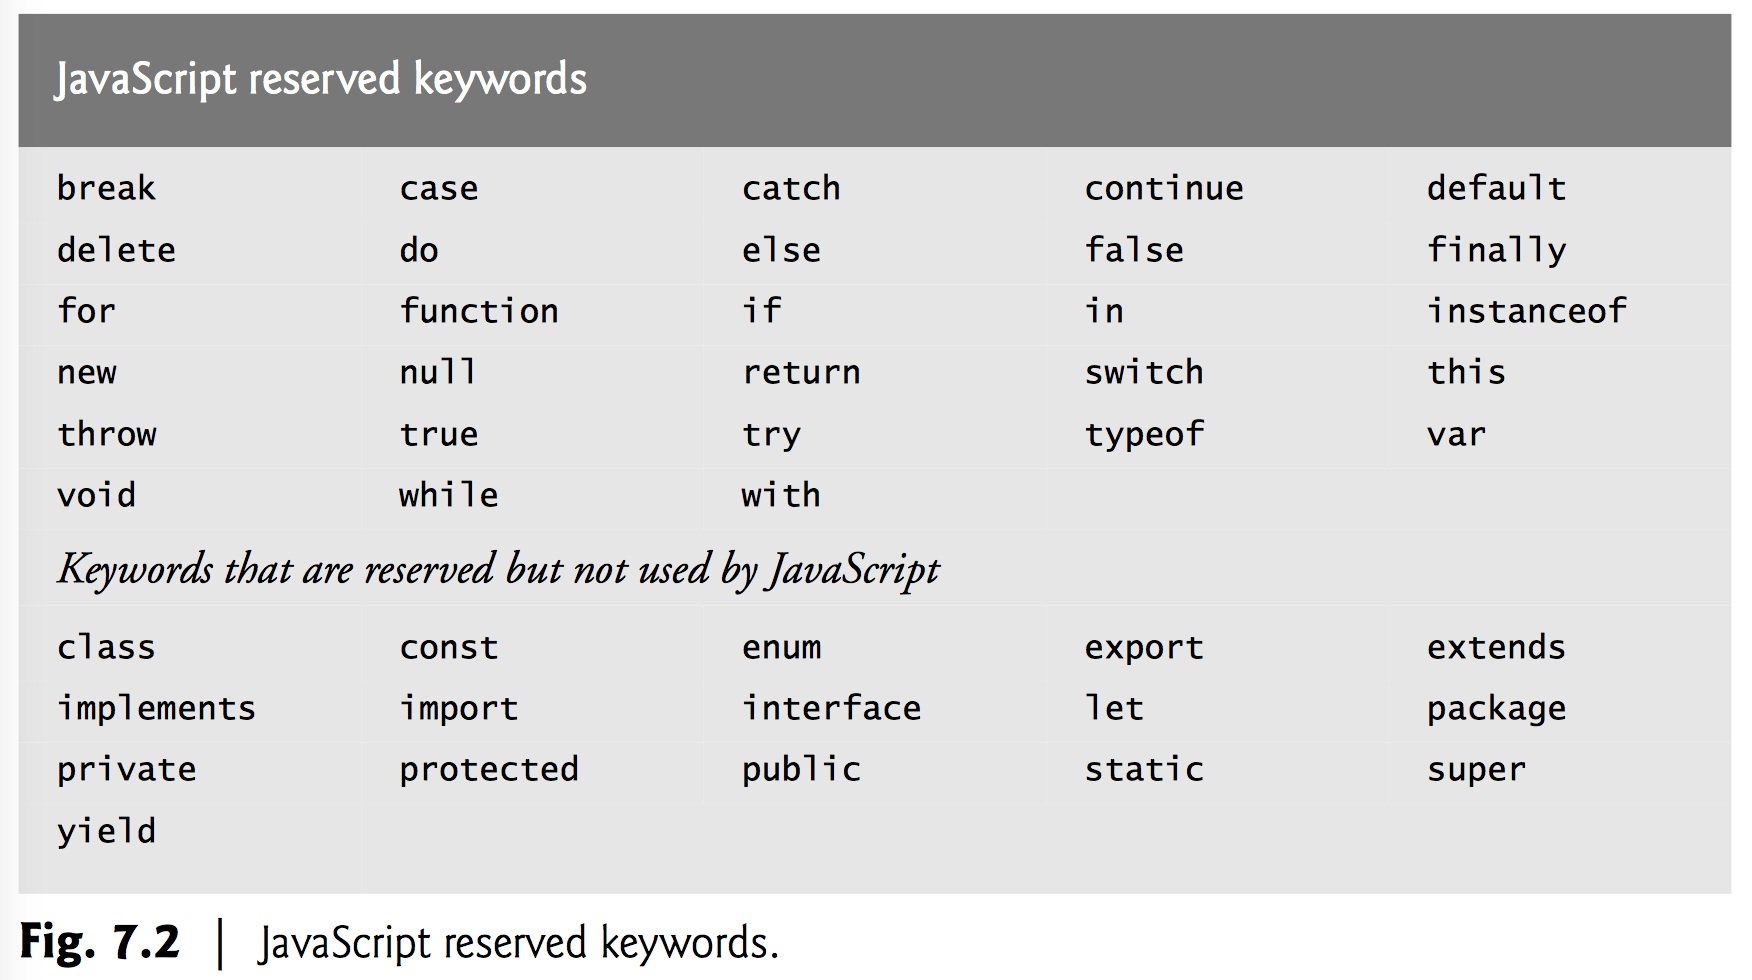 JavaScript reserved keywords
break case catch continue default
delete do else false finally
for function if in instanceof
new null return switch this
throw true try typeof var
void while with
Keywords that are reserved but not used by JavaScript
class const enum export extends
implements import interface let package
private protected public static super
yield
Fig. 7.2 | JavaScript reserved keywords.